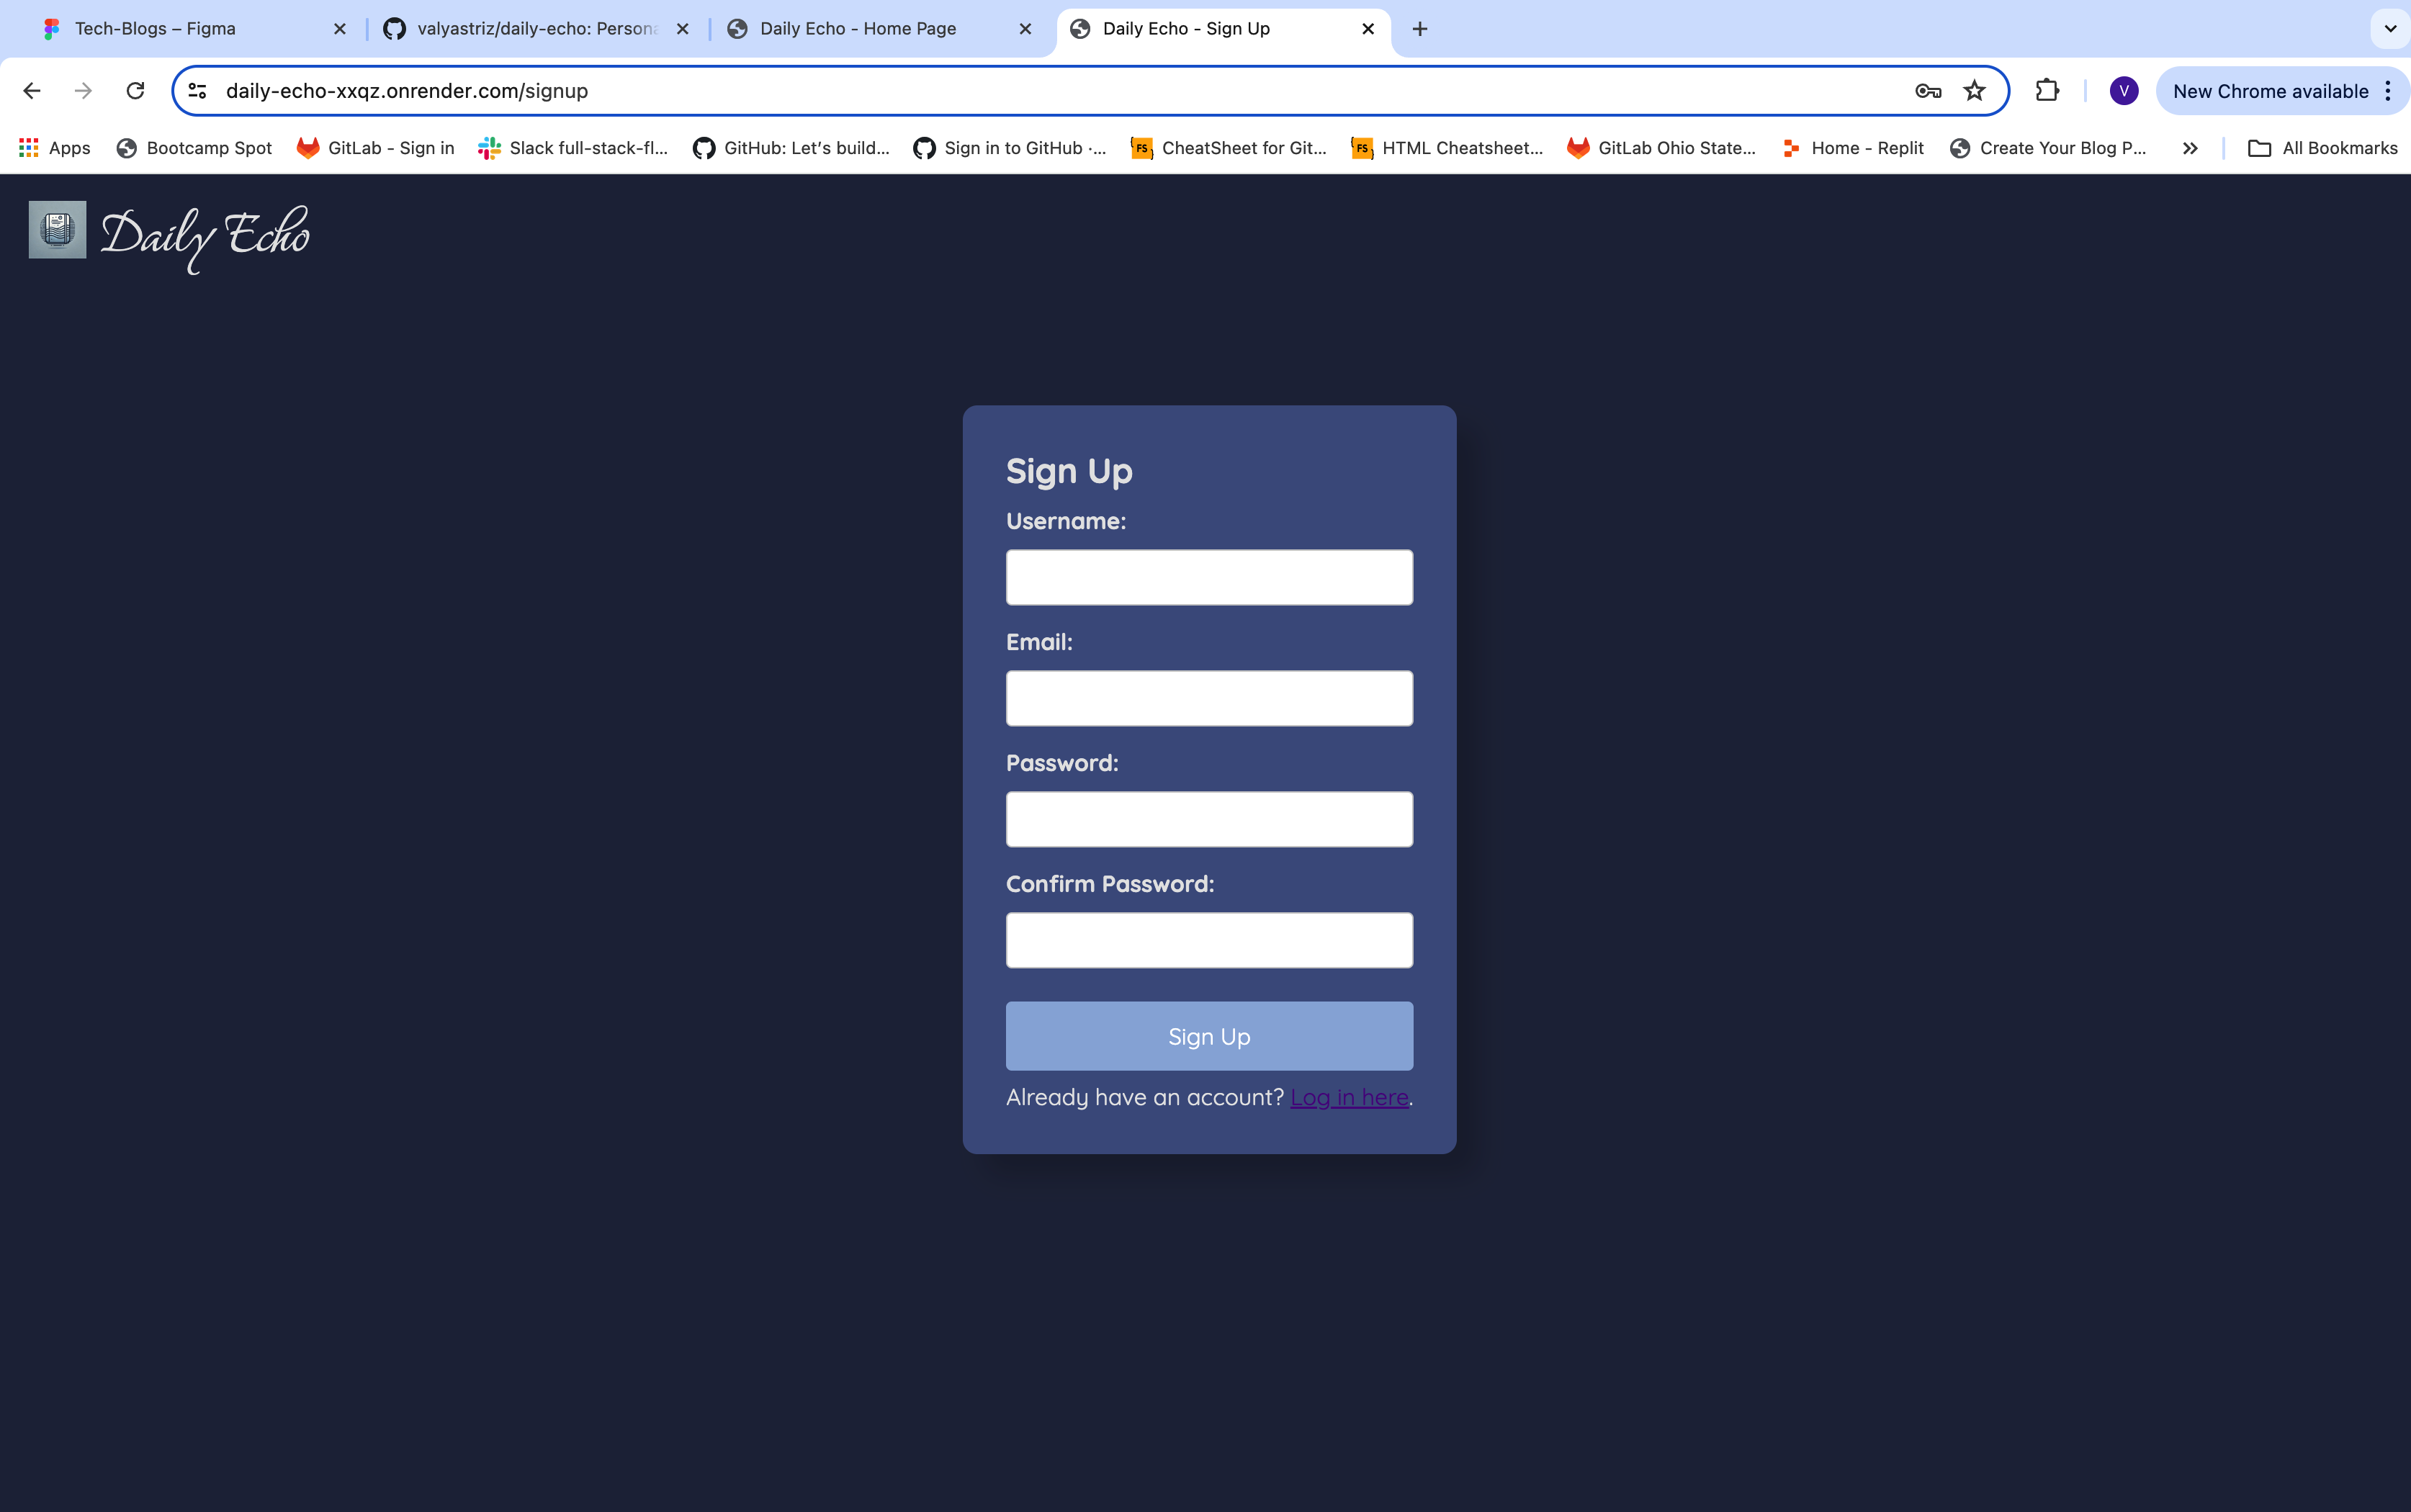 Tech-Blogs – Figma
valyastriz/daily-echo: Persona
Daily Echo - Home Page
Daily Echo - Sign Up
daily-echo-xxqz.onrender.com/signup
V
New Chrome available
Apps
Bootcamp Spot
GitLab - Sign in
Slack full-stack-fl...
GitHub: Let's build...
Sign in to GitHub ·...
FS
CheatSheet for Git...
FS
HTML Cheatsheet...
GitLab Ohio State...
Home - Replit
Create Your Blog P...
All Bookmarks
Daily Echo
Sign Up
Username:
Email:
Password:
Confirm Password:
Sign Up
Already have an account? Log in here.